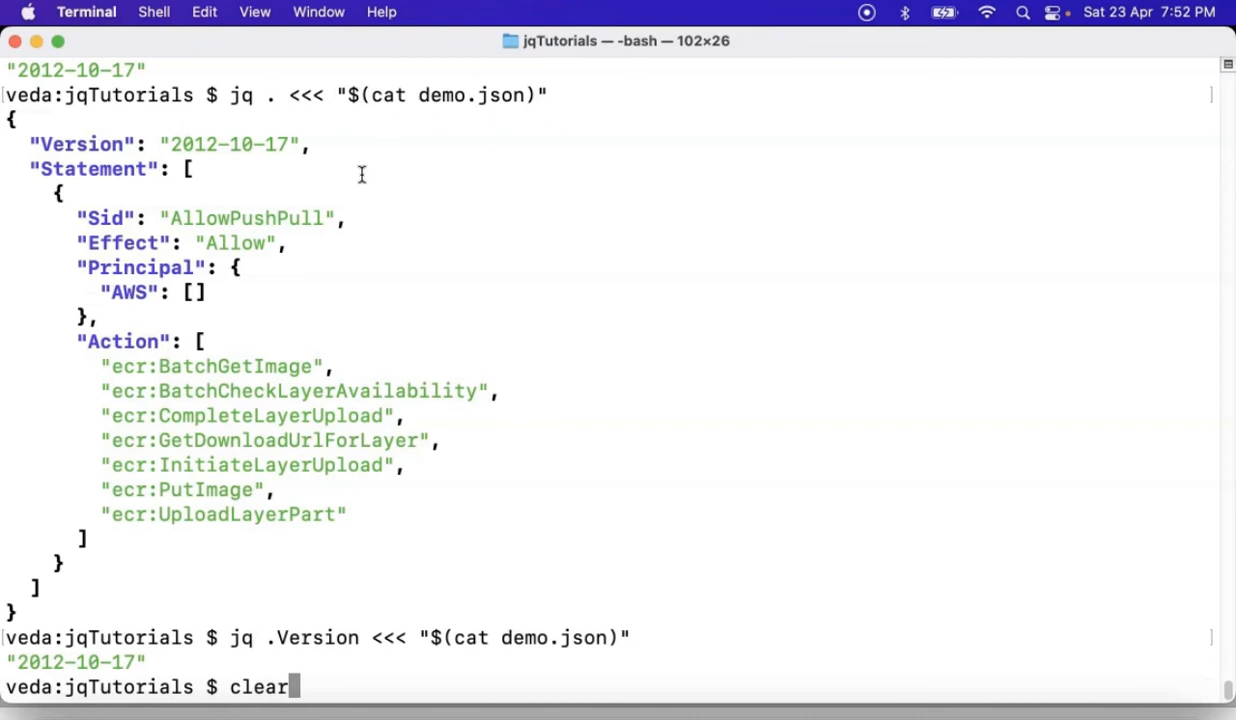 Terminal Shell Edit View Window Help Sat 23 Apr 7:52 PM
jqTutorials — -bash — 102×26
"2012-10-17"
veda:jqTutorials $ jq . <<< "$(cat demo.json)"
{
  "Version": "2012-10-17",
  "Statement": [
    {
      "Sid": "AllowPushPull",
      "Effect": "Allow",
      "Principal": {
        "AWS": []
      },
      "Action": [
        "ecr:BatchGetImage",
        "ecr:BatchCheckLayerAvailability",
        "ecr:CompleteLayerUpload",
        "ecr:GetDownloadUrlForLayer",
        "ecr:InitiateLayerUpload",
        "ecr:PutImage",
        "ecr:UploadLayerPart"
      ]
    }
  ]
}
veda:jqTutorials $ jq .Version <<< "$(cat demo.json)"
"2012-10-17"
veda:jqTutorials $ clear